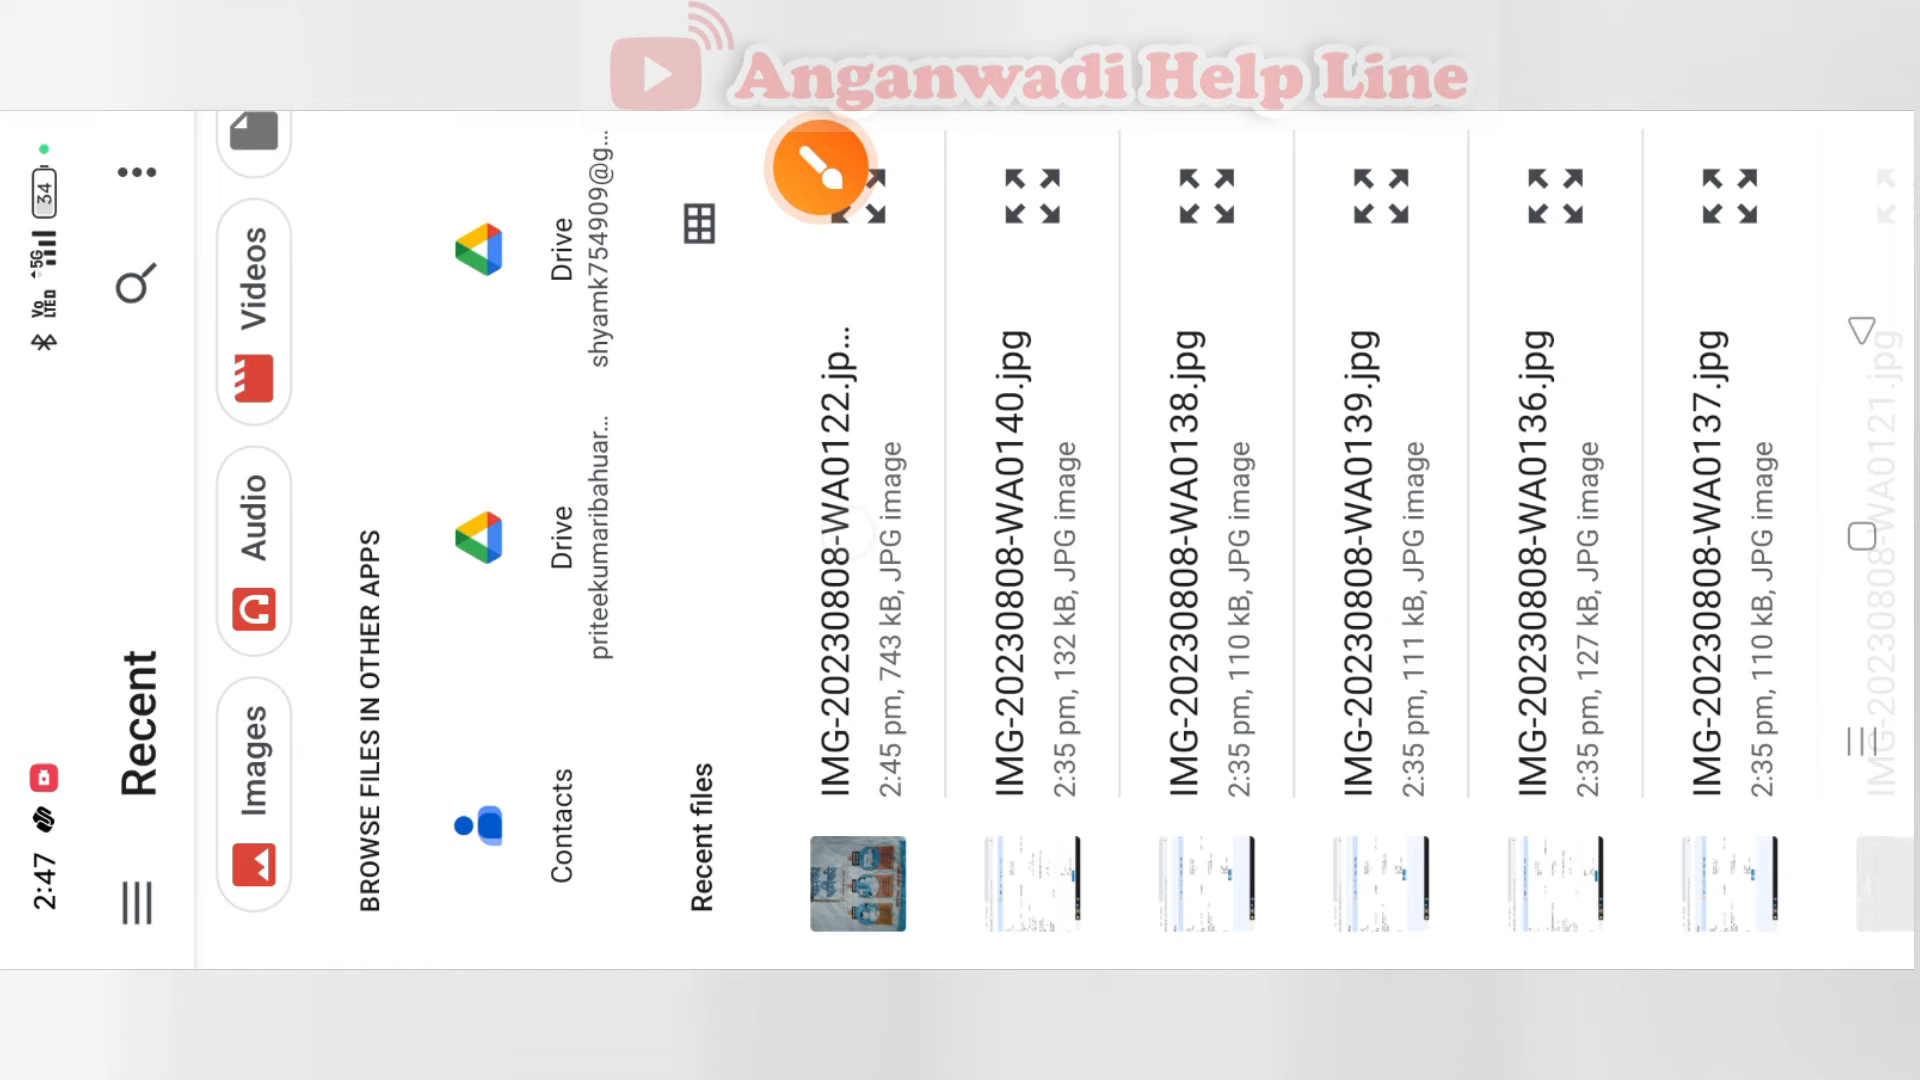 Anganwadi Help Line
2:47
Vo LTED 5G 34
Recent
Images
Audio
Videos
BROWSE FILES IN OTHER APPS
Contacts
Drive
priteekumaribahuar...
Drive
shyamk754909@g...
Recent files
IMG-20230808-WA0122.jp...
2:45 pm, 743 kB, JPG image
IMG-20230808-WA0140.jpg
2:35 pm, 132 kB, JPG image
IMG-20230808-WA0138.jpg
2:35 pm, 110 kB, JPG image
IMG-20230808-WA0139.jpg
2:35 pm, 111 kB, JPG image
IMG-20230808-WA0136.jpg
2:35 pm, 127 kB, JPG image
IMG-20230808-WA0137.jpg
2:35 pm, 110 kB, JPG image
IMG-20230808-WA0121.jpg